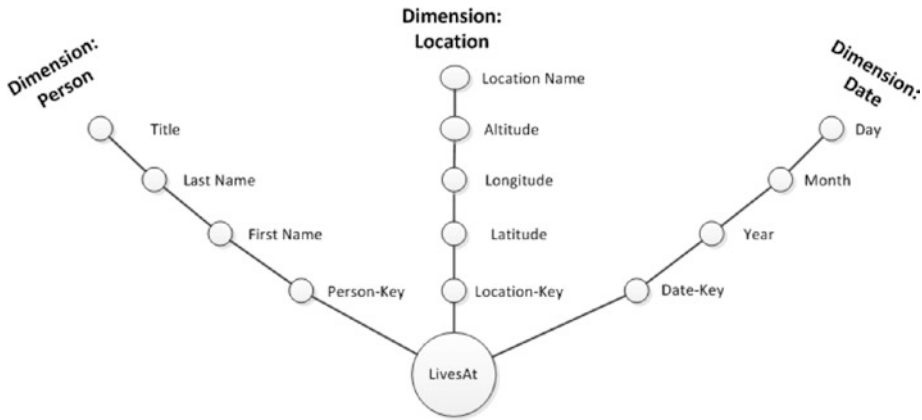 Dimension:
Person
Dimension:
Location
Dimension:
Date
Location Name
Title
Altitude
Day
Last Name
Longitude
Month
First Name
Latitude
Year
Person-Key
Location-Key
Date-Key
LivesAt